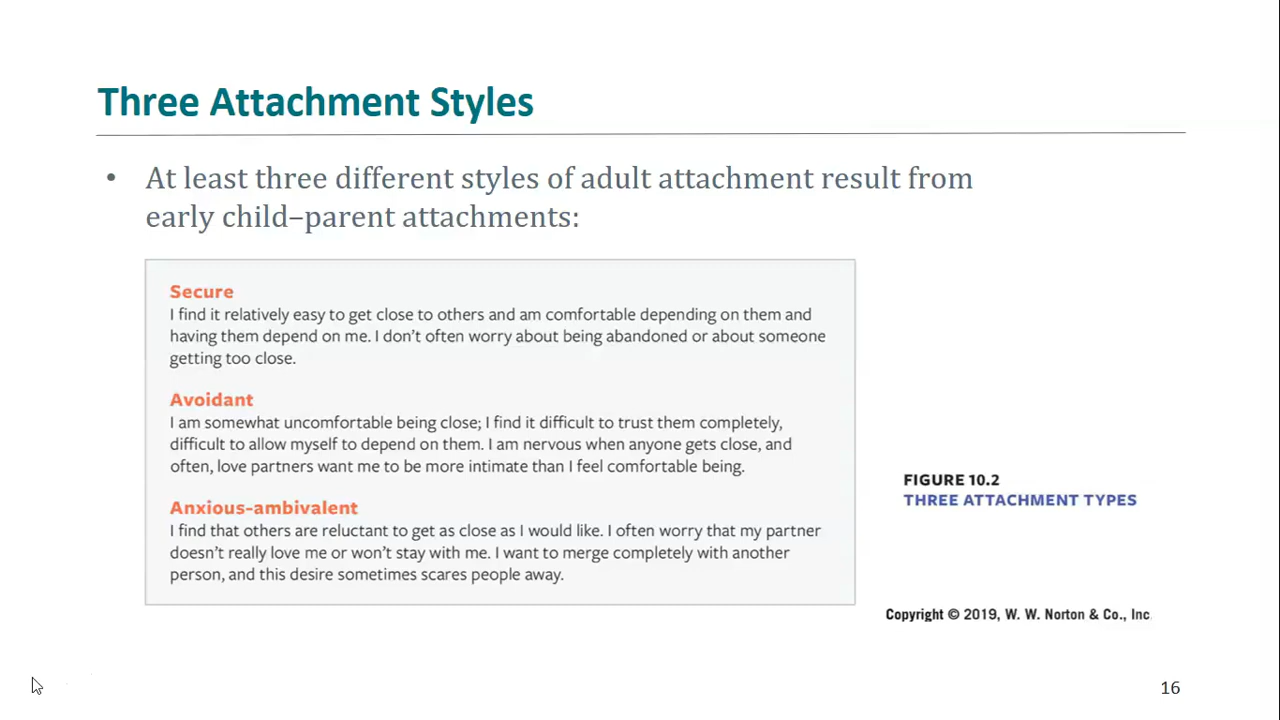 Three Attachment Styles
• At least three different styles of adult attachment result from
early child–parent attachments:
Secure
I find it relatively easy to get close to others and am comfortable depending on them and
having them depend on me. I don’t often worry about being abandoned or about someone
getting too close.
Avoidant
I am somewhat uncomfortable being close; I find it difficult to trust them completely,
difficult to allow myself to depend on them. I am nervous when anyone gets close, and
often, love partners want me to be more intimate than I feel comfortable being.
Anxious-ambivalent
I find that others are reluctant to get as close as I would like. I often worry that my partner
doesn’t really love me or won’t stay with me. I want to merge completely with another
person, and this desire sometimes scares people away.
FIGURE 10.2
THREE ATTACHMENT TYPES
Copyright © 2019, W. W. Norton & Co., Inc
16